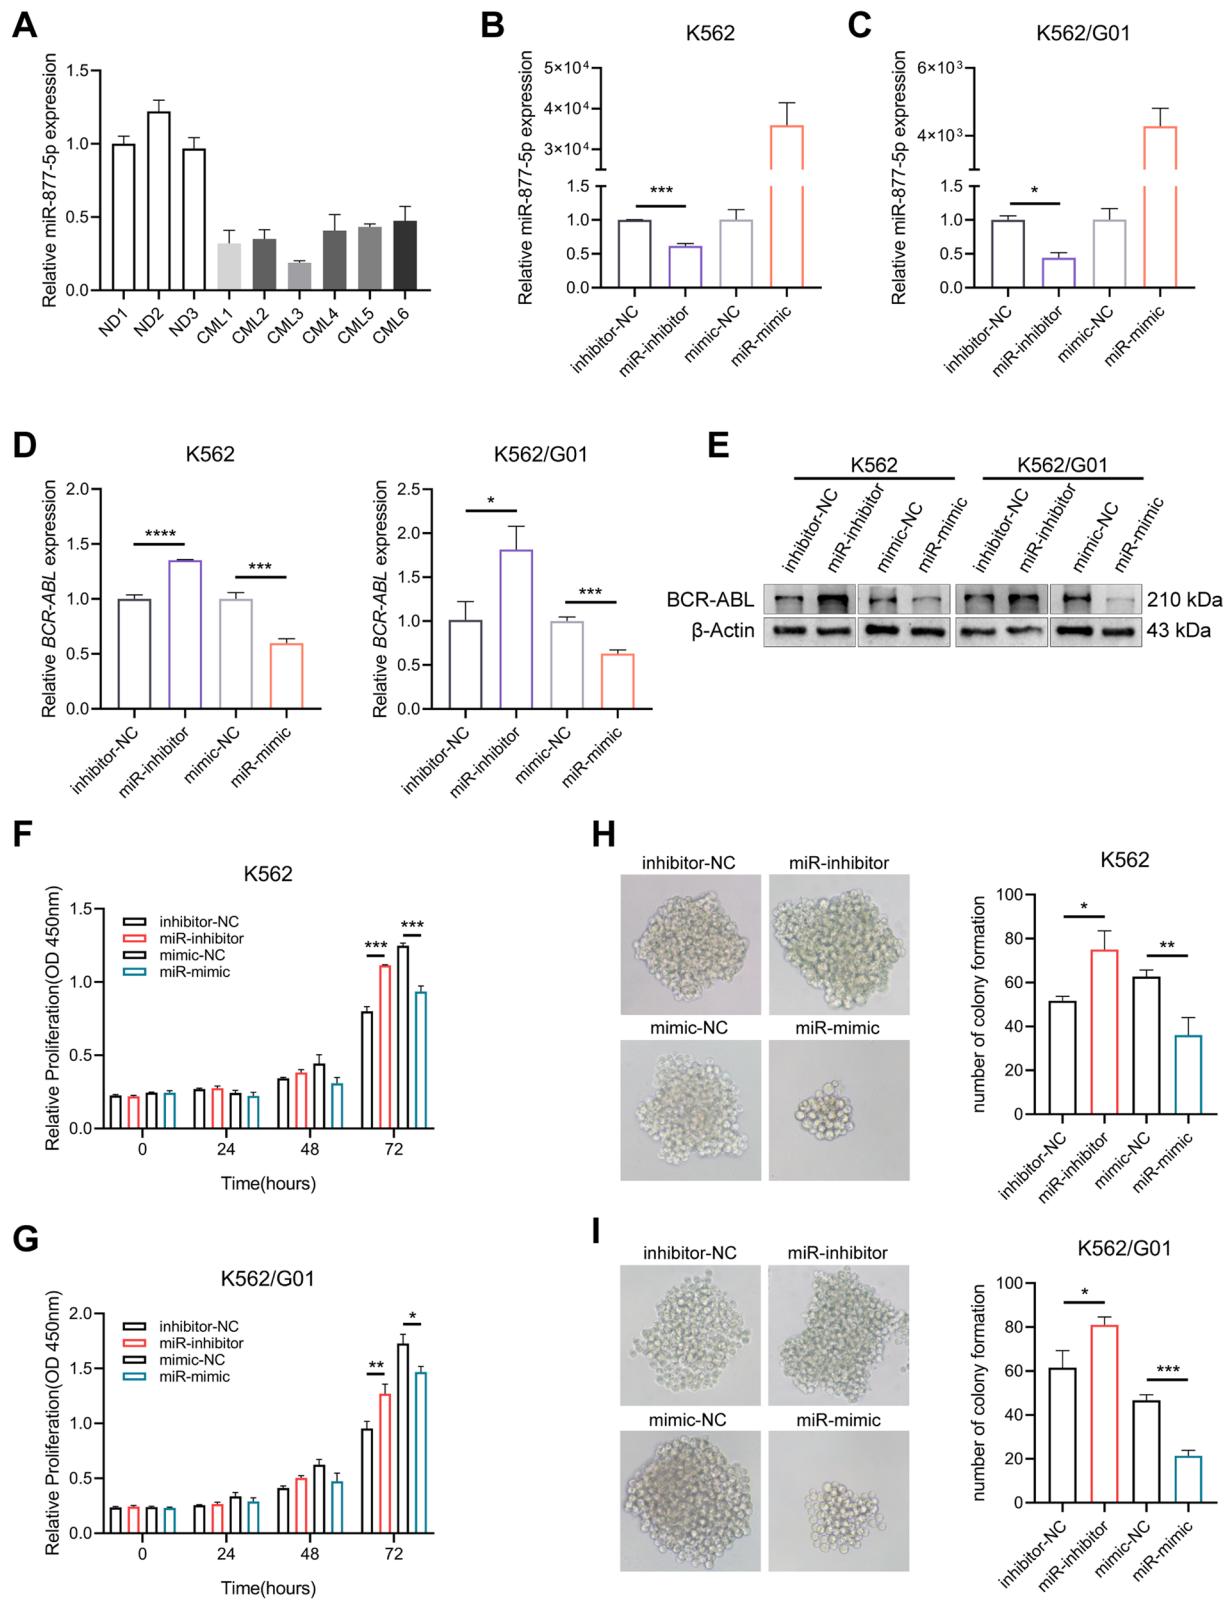 A
Relative miR-877-5p expression
1.5
1.0
0.5
0.0
ND1
ND2
ND3
CML1
CML2
CML3
CML4
CML5
CML6
B
K562
Relative miR-877-5p expression
5×10⁴
4×10⁴
3×10⁴
1.5
1.0
0.5
0.0
***
inhibitor-NC
miR-inhibitor
mimic-NC
miR-mimic
C
K562/G01
Relative miR-877-5p expression
6×10³
4×10³
1.5
1.0
0.5
0.0
*
inhibitor-NC
miR-inhibitor
mimic-NC
miR-mimic
D
K562
Relative BCR-ABL expression
2.0
1.5
1.0
0.5
0.0
****
***
inhibitor-NC
miR-inhibitor
mimic-NC
miR-mimic
K562/G01
Relative BCR-ABL expression
2.5
2.0
1.5
1.0
0.5
0.0
*
***
inhibitor-NC
miR-inhibitor
mimic-NC
miR-mimic
E
K562
K562/G01
inhibitor-NC
miR-inhibitor
mimic-NC
miR-mimic
inhibitor-NC
miR-inhibitor
mimic-NC
miR-mimic
BCR-ABL
210 kDa
β-Actin
43 kDa
F
K562
Relative Proliferation(OD 450nm)
1.5
1.0
0.5
0.0
inhibitor-NC
miR-inhibitor
mimic-NC
miR-mimic
***
***
0
24
48
72
Time(hours)
G
K562/G01
Relative Proliferation(OD 450nm)
2.0
1.5
1.0
0.5
0.0
inhibitor-NC
miR-inhibitor
mimic-NC
miR-mimic
**
*
0
24
48
72
Time(hours)
H
inhibitor-NC
miR-inhibitor
mimic-NC
miR-mimic
K562
number of colony formation
100
80
60
40
20
0
*
**
inhibitor-NC
miR-inhibitor
mimic-NC
miR-mimic
I
inhibitor-NC
miR-inhibitor
mimic-NC
miR-mimic
K562/G01
number of colony formation
100
80
60
40
20
0
*
***
inhibitor-NC
miR-inhibitor
mimic-NC
miR-mimic